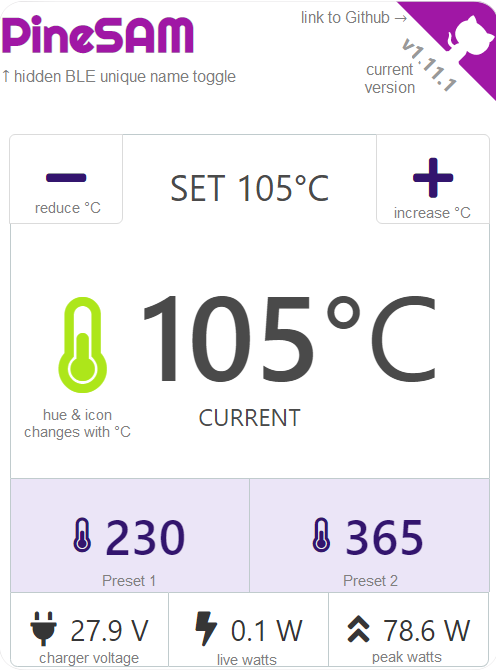 PineSAM
link to Github →
v1.11.1
↑ hidden BLE unique name toggle
current
version
SET 105°C
reduce °C
increase °C
105°C
CURRENT
hue & icon
changes with °C
230
365
Preset 1
Preset 2
27.9 V
0.1 W
78.6 W
charger voltage
live watts
peak watts